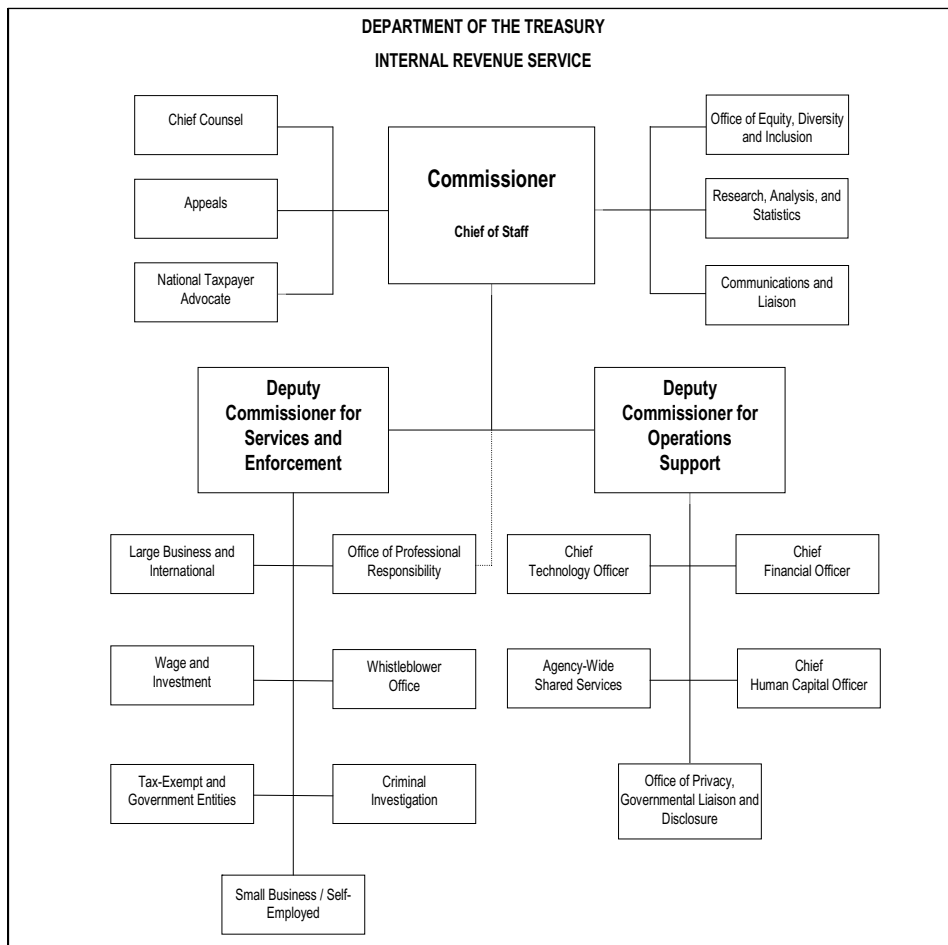 DEPARTMENT OF THE TREASURY
INTERNAL REVENUE SERVICE
Chief Counsel
Appeals
National Taxpayer
Advocate
Commissioner
Chief of Staff
Office of Equity, Diversity
and Inclusion
Research, Analysis, and
Statistics
Communications and
Liaison
Deputy
Commissioner for
Services and
Enforcement
Deputy
Commissioner for
Operations
Support
Large Business and
International
Office of Professional
Responsibility
Chief
Technology Officer
Chief
Financial Officer
Wage and
Investment
Whistleblower
Office
Agency-Wide
Shared Services
Chief
Human Capital Officer
Tax-Exempt and
Government Entities
Criminal
Investigation
Office of Privacy,
Governmental Liaison and
Disclosure
Small Business / Self-
Employed